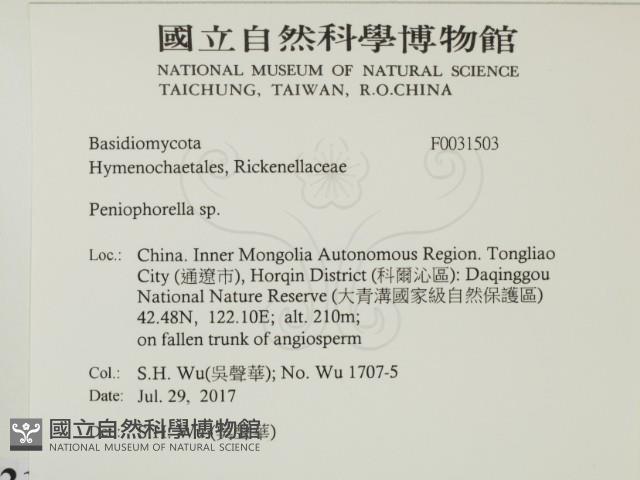 國立自然科學博物館
NATIONAL MUSEUM OF NATURAL SCIENCE
TAICHUNG, TAIWAN, R.O.CHINA
Basidiomycota F0031503
Hymenochaetales, Rickenellaceae
Peniophorella sp.
Loc.: China. Inner Mongolia Autonomous Region. Tongliao
City (通遼市), Horqin District (科爾沁區): Daqinggou
National Nature Reserve (大青溝國家級自然保護區)
42.48N, 122.10E; alt. 210m;
on fallen trunk of angiosperm
Col.: S.H. Wu(吳聲華); No. Wu 1707-5
Date: Jul. 29, 2017
國立自然科學博物館
NATIONAL MUSEUM OF NATURAL SCIENCE